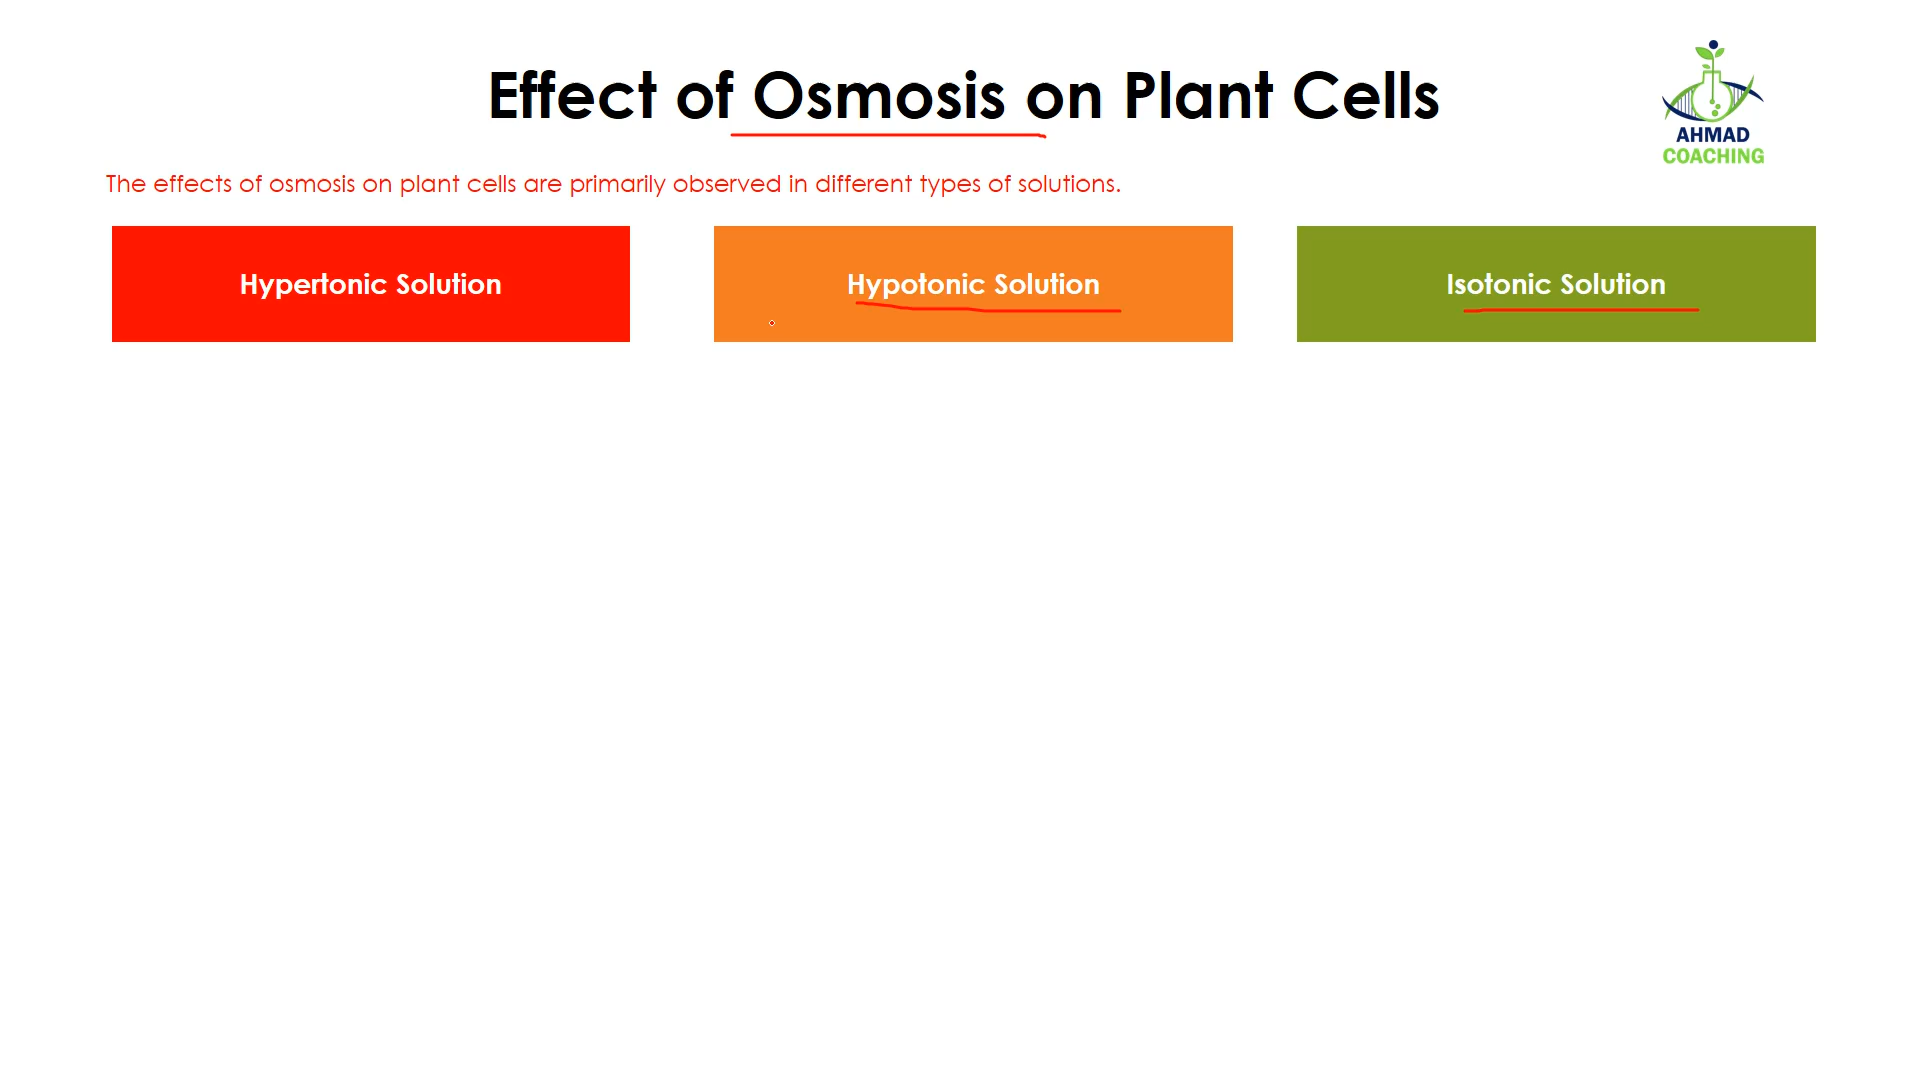 Effect of Osmosis on Plant Cells
AHMAD
COACHING
The effects of osmosis on plant cells are primarily observed in different types of solutions.
Hypertonic Solution
Hypotonic Solution
Isotonic Solution